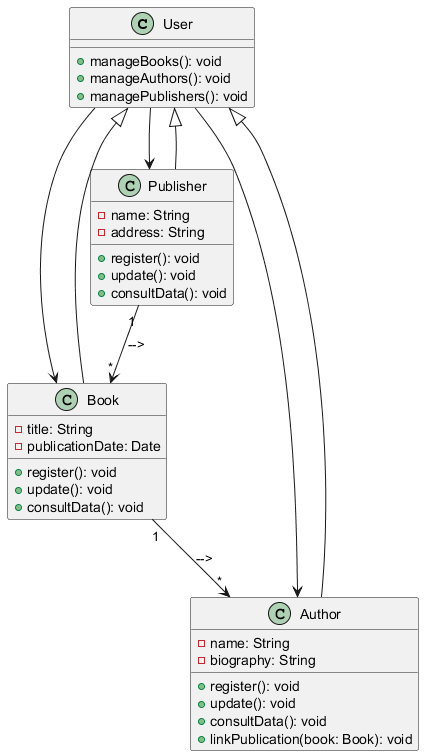 C User
manageBooks(): void
manageAuthors(): void
managePublishers(): void
C Publisher
name: String
address: String
register(): void
update(): void
consultData(): void
1
-->
*
C Book
title: String
publicationDate: Date
register(): void
update(): void
consultData(): void
1
-->
*
C Author
name: String
biography: String
register(): void
update(): void
consultData(): void
linkPublication(book: Book): void